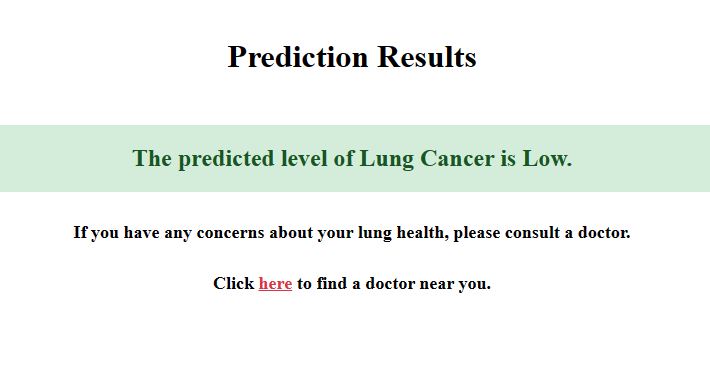 Prediction Results
The predicted level of Lung Cancer is Low.
If you have any concerns about your lung health, please consult a doctor.
Click here to find a doctor near you.